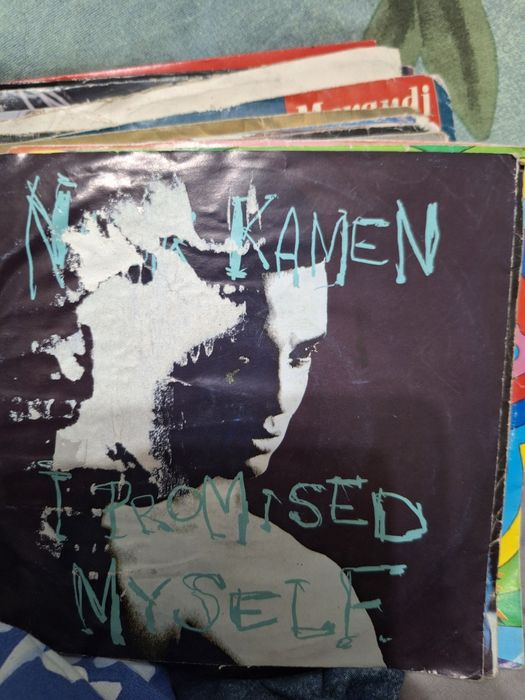 Morandi
KAMEN
I PROMISED
MYSELF